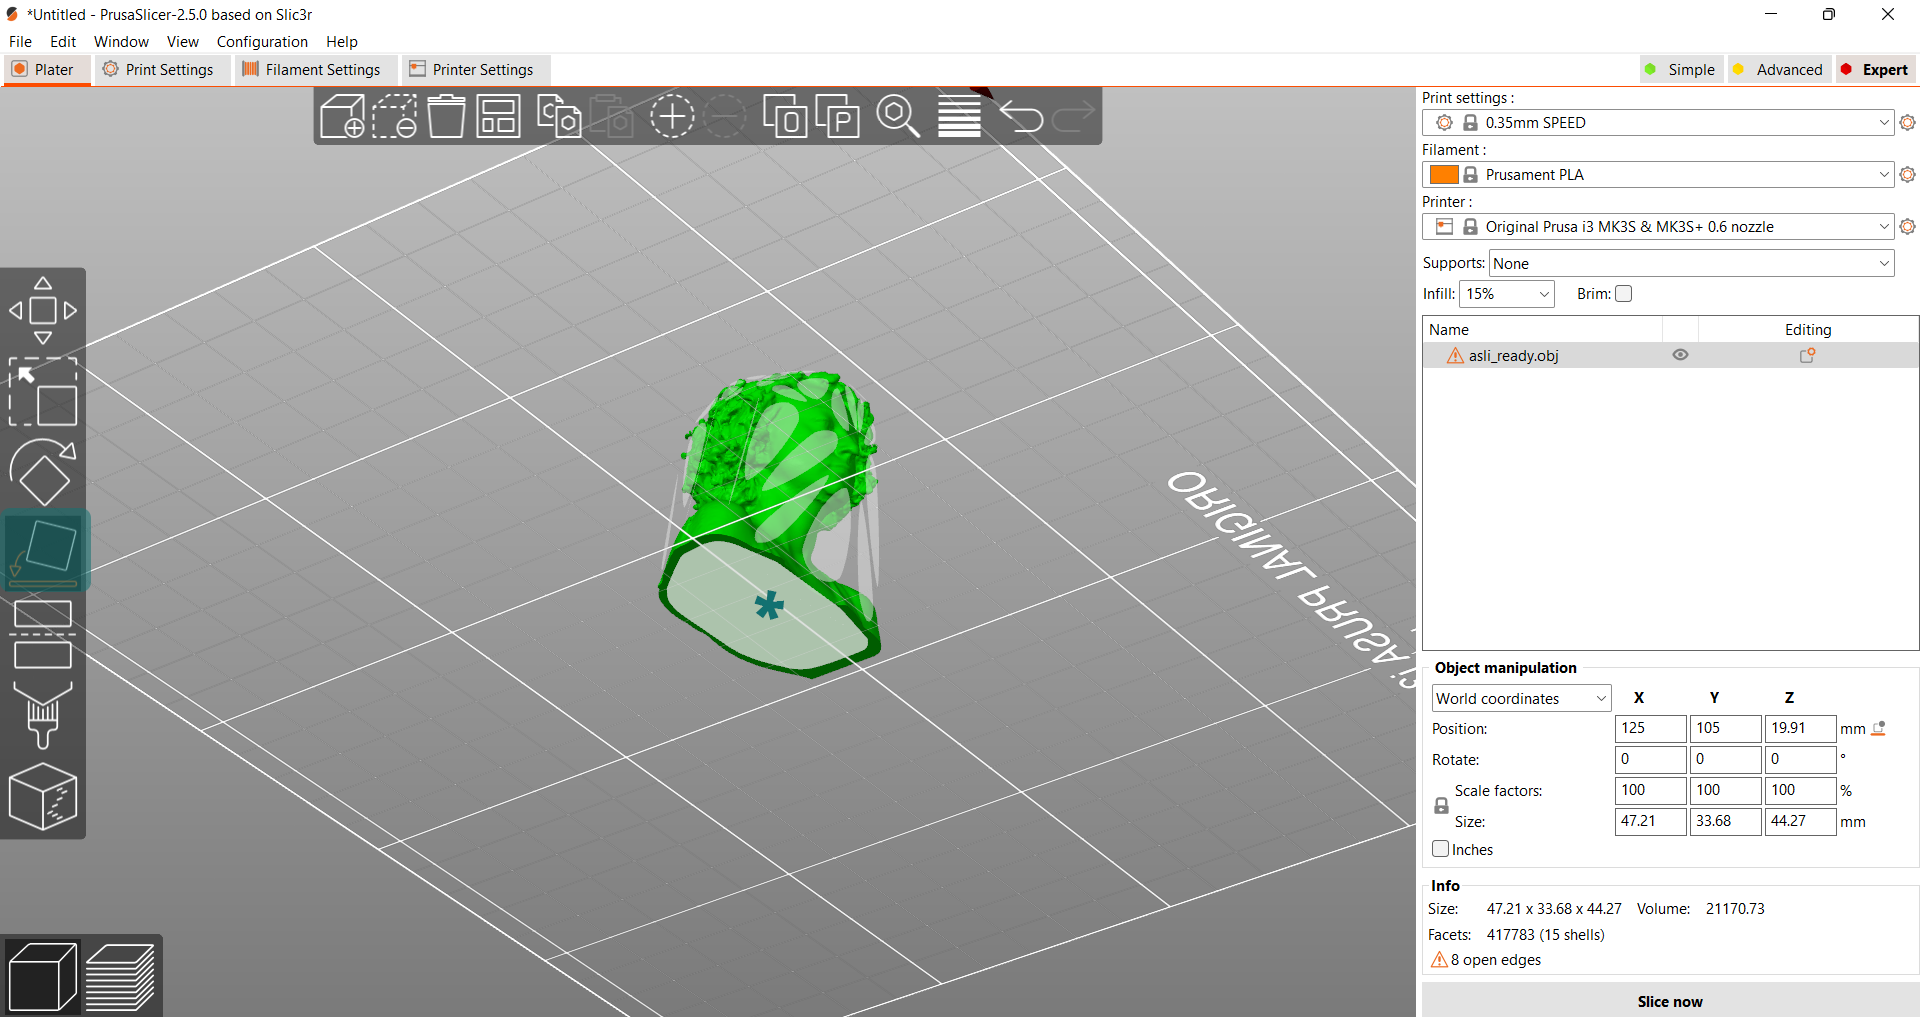 *Untitled - PrusaSlicer-2.5.0 based on Slic3r
File Edit Window View Configuration Help
Plater Print Settings Filament Settings Printer Settings Simple Advanced Expert
O P
Print settings :
0.35mm SPEED
Filament :
Prusament PLA
Printer :
Original Prusa i3 MK3S & MK3S+ 0.6 nozzle
Supports: None
Infill: 15% Brim:
Name Editing
asli_ready.obj
ORIGINAL PRUSA i3
Object manipulation
World coordinates X Y Z
Position: 125 105 19.91 mm
Rotate: 0 0 0 °
Scale factors: 100 100 100 %
Size: 47.21 33.68 44.27 mm
Inches
Info
Size: 47.21 x 33.68 x 44.27 Volume: 21170.73
Facets: 417783 (15 shells)
8 open edges
Slice now